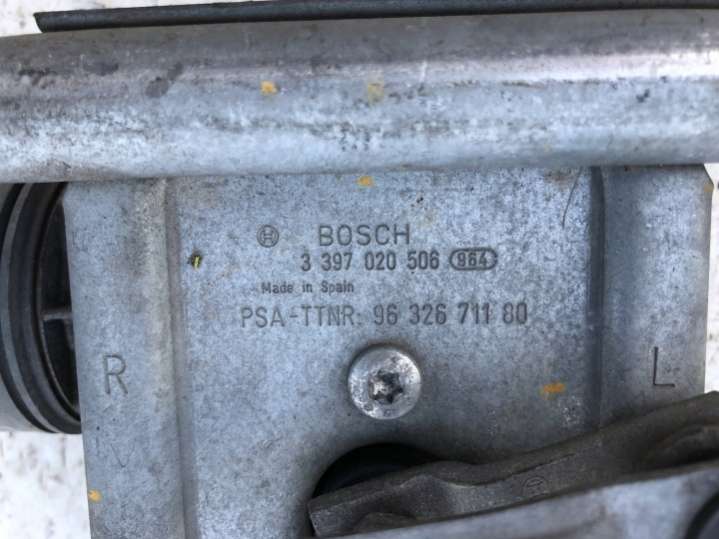 BOSCH
3 397 020 506 964
Made in Spain
PSA-TTNR: 96 326 711 80
R
L